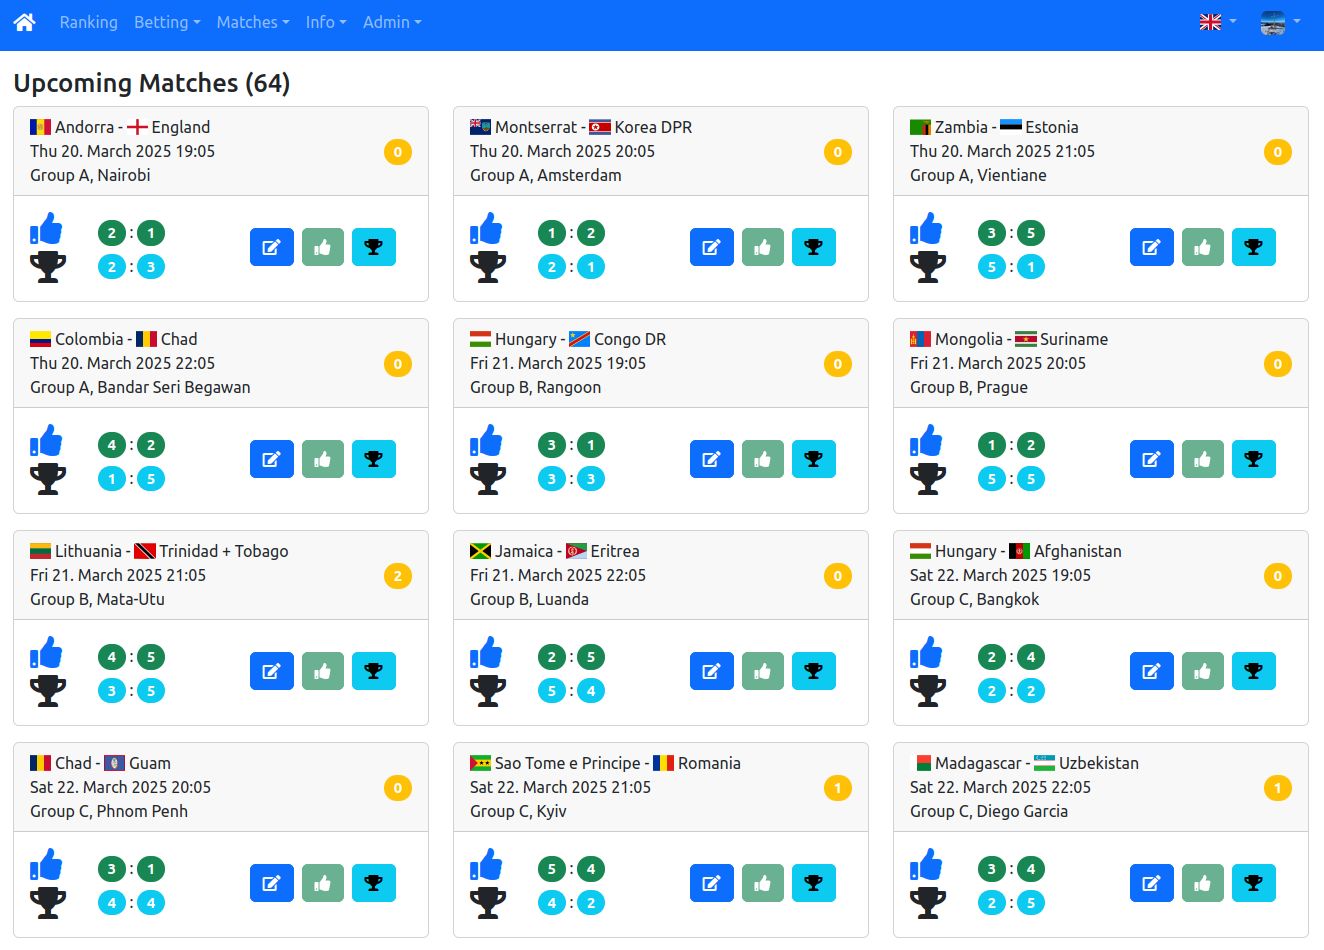 Ranking Betting Matches Info Admin
Upcoming Matches (64)
Andorra - England
Thu 20. March 2025 19:05
Group A, Nairobi
0
2 : 1
2 : 3
Montserrat - Korea DPR
Thu 20. March 2025 20:05
Group A, Amsterdam
0
1 : 2
2 : 1
Zambia - Estonia
Thu 20. March 2025 21:05
Group A, Vientiane
0
3 : 5
5 : 1
Colombia - Chad
Thu 20. March 2025 22:05
Group A, Bandar Seri Begawan
0
4 : 2
1 : 5
Hungary - Congo DR
Fri 21. March 2025 19:05
Group B, Rangoon
0
3 : 1
3 : 3
Mongolia - Suriname
Fri 21. March 2025 20:05
Group B, Prague
0
1 : 2
5 : 5
Lithuania - Trinidad + Tobago
Fri 21. March 2025 21:05
Group B, Mata-Utu
2
4 : 5
3 : 5
Jamaica - Eritrea
Fri 21. March 2025 22:05
Group B, Luanda
0
2 : 5
5 : 4
Hungary - Afghanistan
Sat 22. March 2025 19:05
Group C, Bangkok
0
2 : 4
2 : 2
Chad - Guam
Sat 22. March 2025 20:05
Group C, Phnom Penh
0
3 : 1
4 : 4
Sao Tome e Principe - Romania
Sat 22. March 2025 21:05
Group C, Kyiv
1
5 : 4
4 : 2
Madagascar - Uzbekistan
Sat 22. March 2025 22:05
Group C, Diego Garcia
1
3 : 4
2 : 5